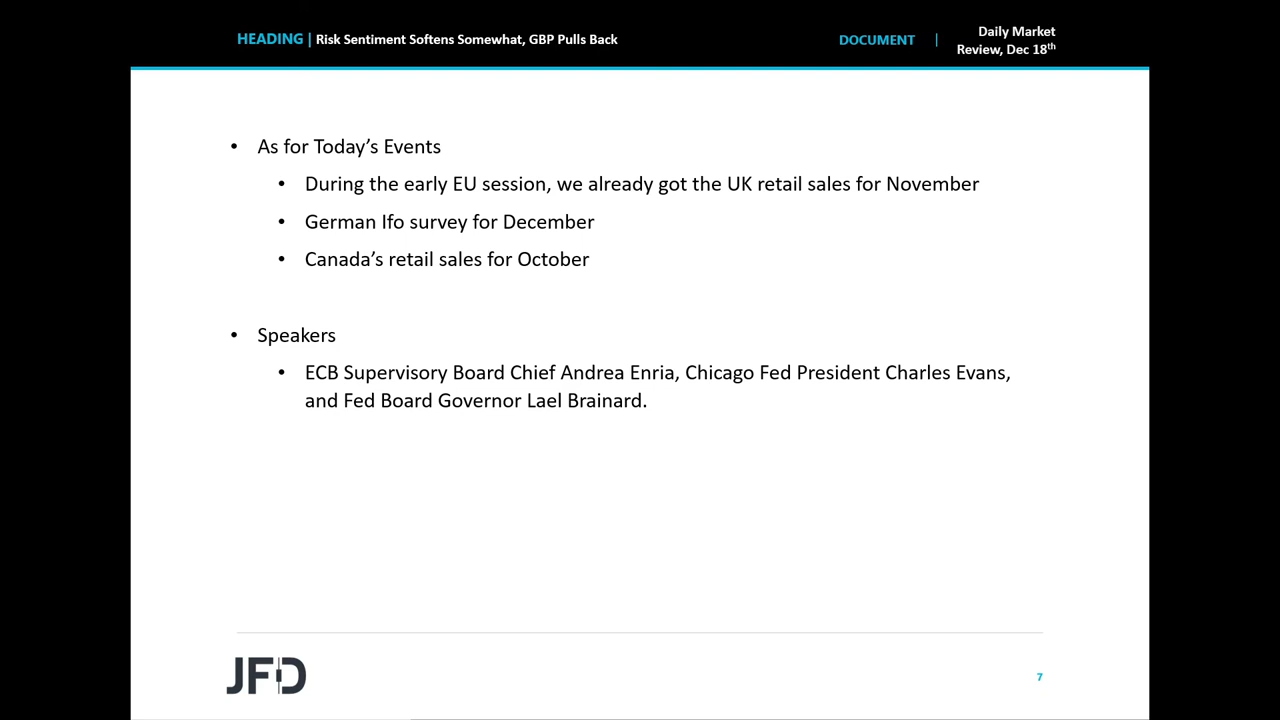 HEADING | Risk Sentiment Softens Somewhat, GBP Pulls Back
DOCUMENT |
Daily Market
Review, Dec 18th
• As for Today’s Events
• During the early EU session, we already got the UK retail sales for November
• German Ifo survey for December
• Canada’s retail sales for October
• Speakers
• ECB Supervisory Board Chief Andrea Enria, Chicago Fed President Charles Evans,
and Fed Board Governor Lael Brainard.
JFD
7